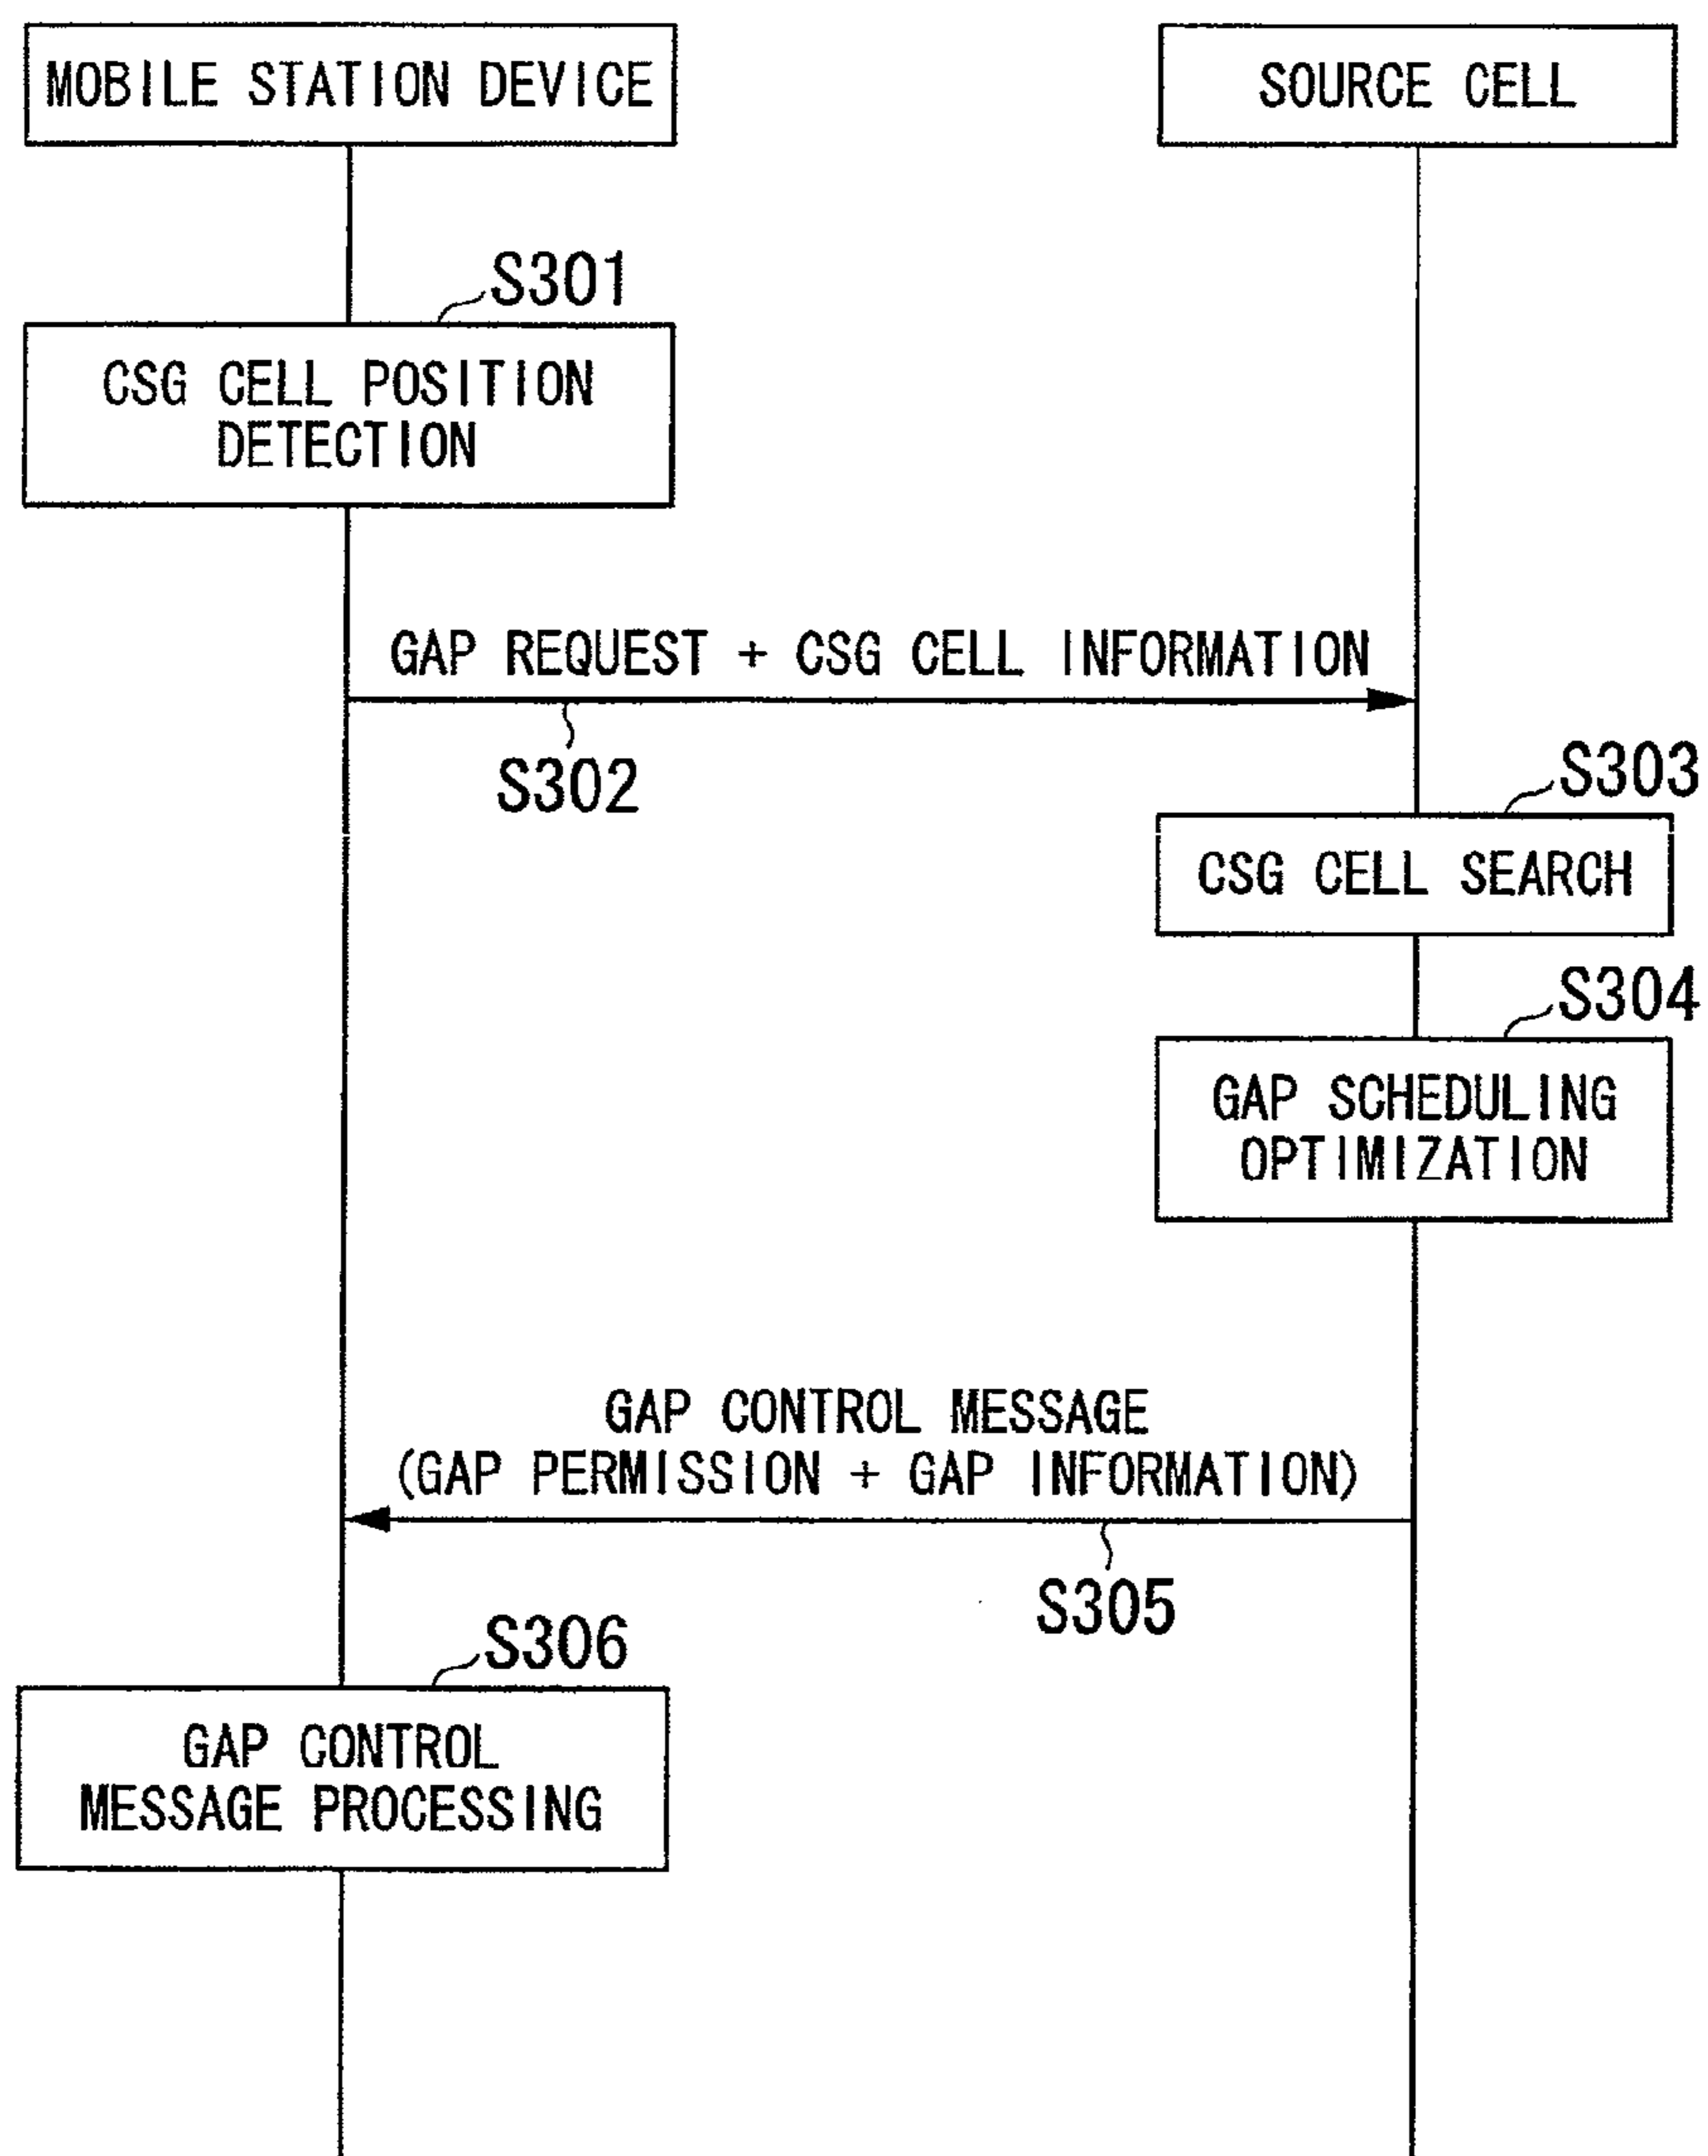 MOBILE STATION DEVICE
SOURCE CELL
S301
CSG CELL POSITION
DETECTION
GAP REQUEST + CSG CELL INFORMATION
S302
S303
CSG CELL SEARCH
S304
GAP SCHEDULING
OPTIMIZATION
GAP CONTROL MESSAGE
(GAP PERMISSION + GAP INFORMATION)
S305
S306
GAP CONTROL
MESSAGE PROCESSING